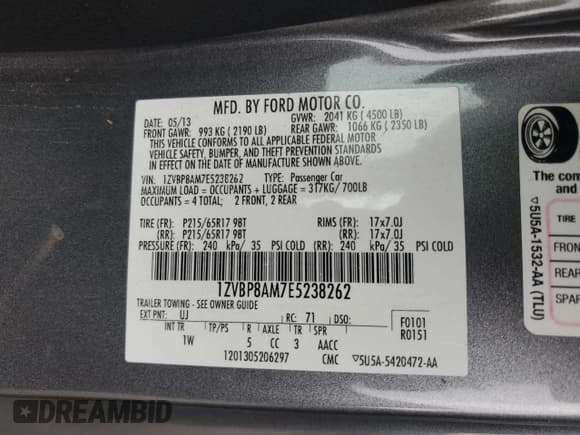 MFD. BY FORD MOTOR CO.
DATE: 05/13
GVWR: 2041 KG ( 4500 LB)
FRONT GAWR: 993 KG ( 2190 LB)
REAR GAWR: 1066 KG ( 2350 LB)
THIS VEHICLE CONFORMS TO ALL APPLICABLE FEDERAL MOTOR
VEHICLE SAFETY, BUMPER, AND THEFT PREVENTION STANDARDS
IN EFFECT ON THE DATE OF MANUFACTURE SHOWN ABOVE.
VIN: 1ZVBP8AM7E5238262 TYPE: Passenger Car
MAXIMUM LOAD = OCCUPANTS + LUGGAGE = 317KG/700LB
OCCUPANTS = 4 TOTAL; 2 FRONT, 2 REAR
TIRE (FR): P215/65R17 98T RIMS (FR): 17x7.0J
(RR): P215/65R17 98T (RR): 17x7.0J
PRESSURE (FR): 240 kPa/ 35 PSI COLD (RR): 240 kPa/ 35 PSI COLD
1ZVBP8AM7E5238262
TRAILER TOWING - SEE OWNER GUIDE
EXT PNT: UJ RC: 71 DSO:
F0101
R0151
INT TR TP/PS R AXLE TR SPR
1W 5 CC 3 AACC
1201305206297 CMC ▽5U5A-5420472-AA
▽5U5A-1532-AA (TLU)
The com
TIRE
FRON
REAR
SPAR
DREAMBID